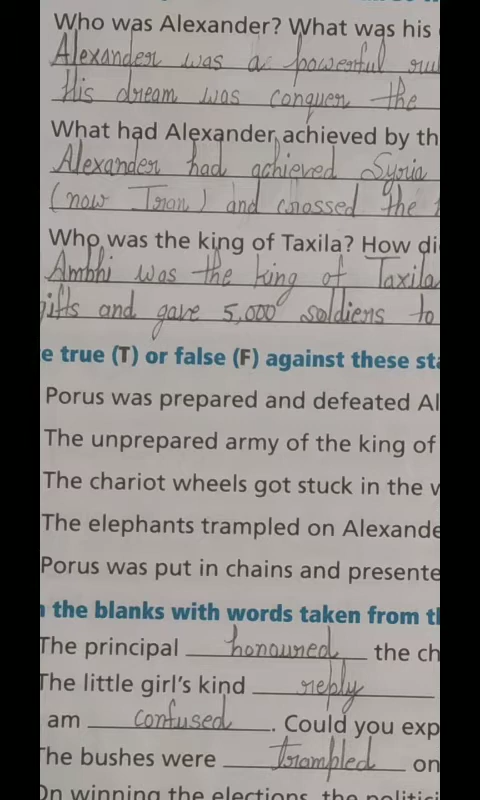 Who was Alexander? What was his
Alexander was a powerful
His dream was conquer the
What had Alexander achieved by th
Alexander had achieved Syria
(now Iran) and crossed the
Who was the king of Taxila? How di
Ambhi was the king of Taxila
gifts and gave 5,000 soldiers to
e true (T) or false (F) against these sta
Porus was prepared and defeated Al
The unprepared army of the king of
The chariot wheels got stuck in the w
The elephants trampled on Alexande
Porus was put in chains and presente
the blanks with words taken from t
The principal honoured the ch
The little girl's kind reply
am confused. Could you exp
The bushes were trampled on
On winning the elections, the politici